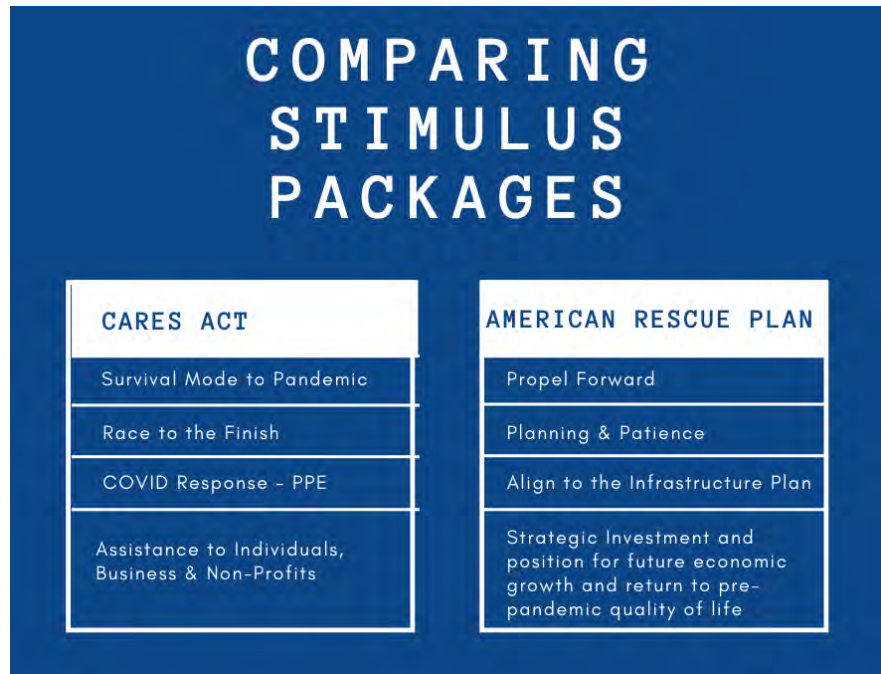 COMPARING
STIMULUS
PACKAGES
CARES ACT
Survival Mode to Pandemic
Race to the Finish
COVID Response - PPE
Assistance to Individuals,
Business & Non-Profits
AMERICAN RESCUE PLAN
Propel Forward
Planning & Patience
Align to the Infrastructure Plan
Strategic Investment and
position for future economic
growth and return to pre-
pandemic quality of life